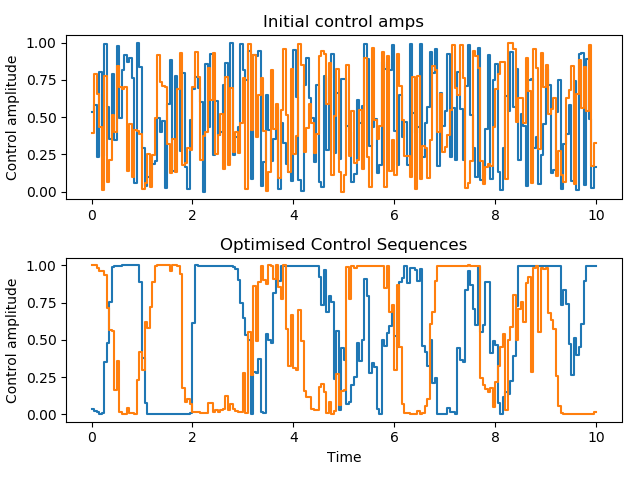 Initial control amps
Control amplitude
1.00
0.75
0.50
0.25
0.00
0 2 4 6 8 10
Optimised Control Sequences
Control amplitude
1.00
0.75
0.50
0.25
0.00
0 2 4 6 8 10
Time